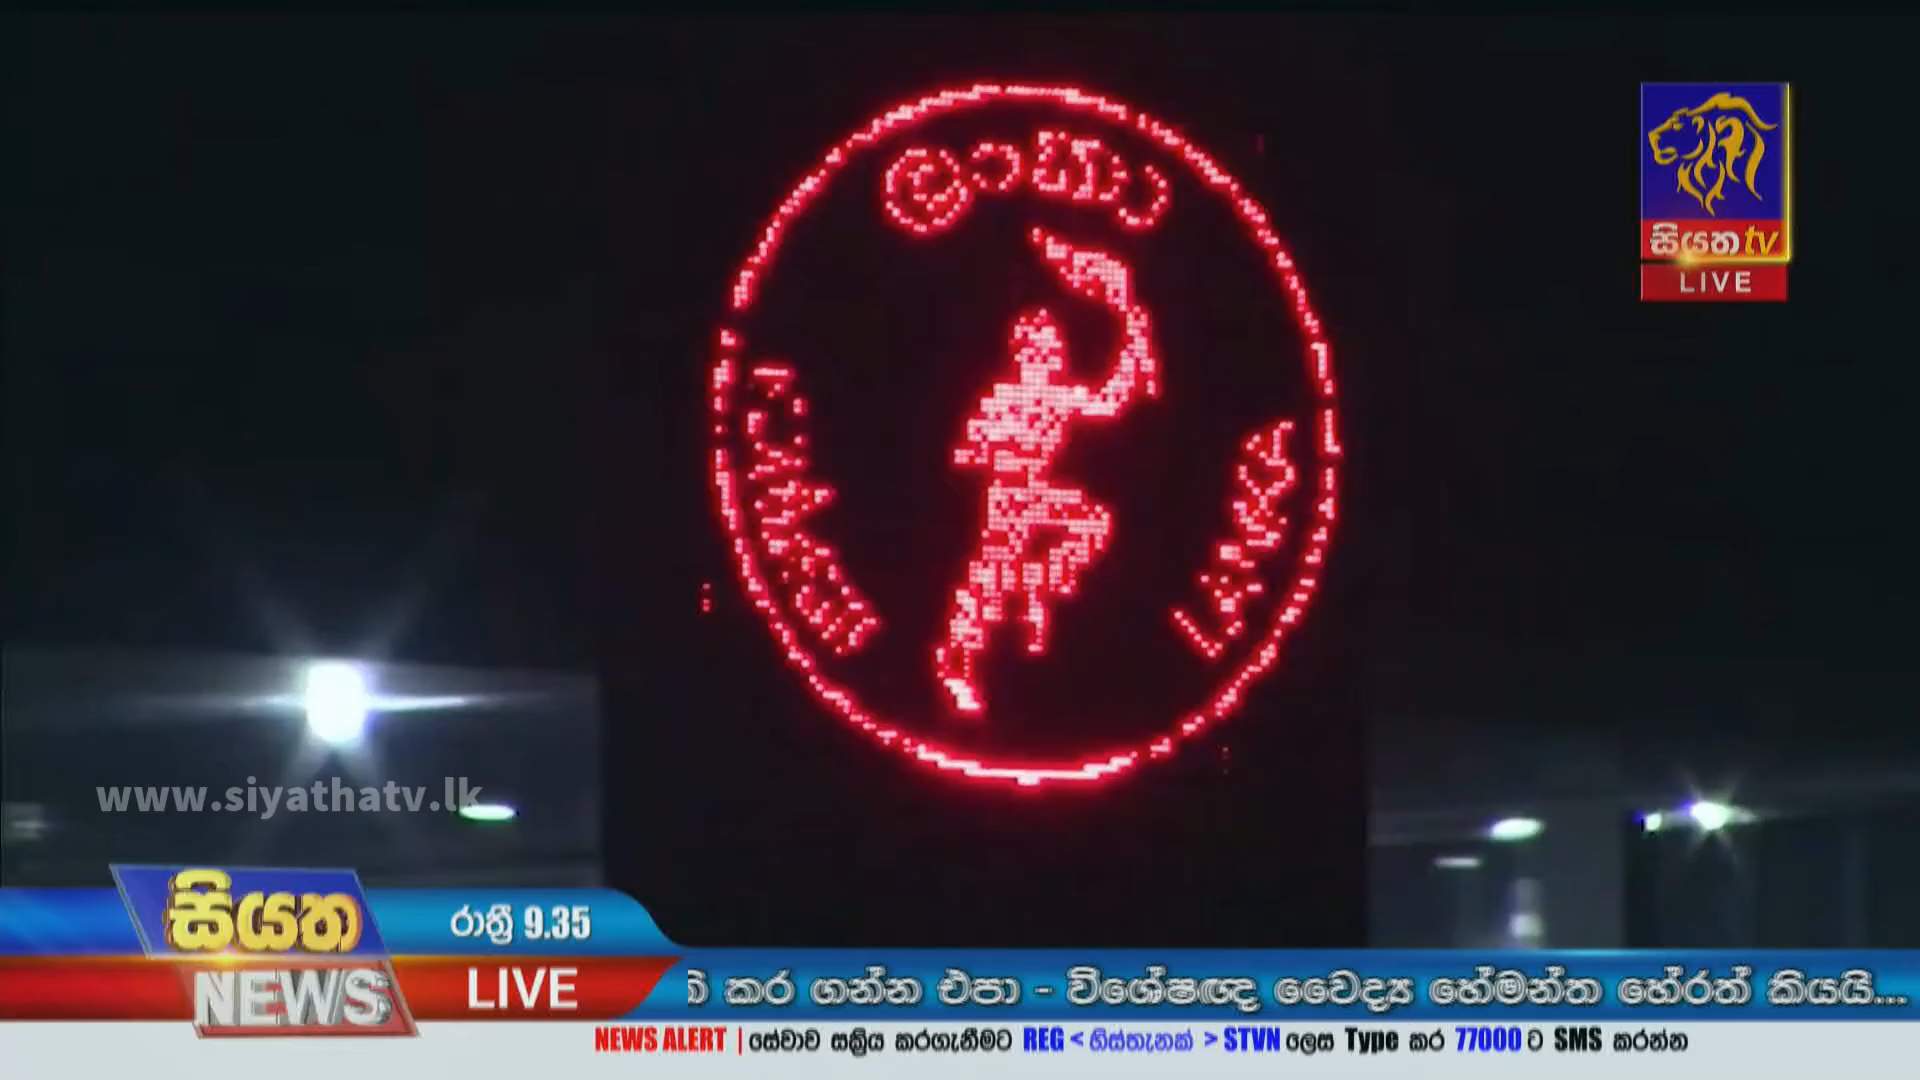 සියත tv
LIVE
LANKA
www.siyathatv.lk
සියත
NEWS
රාත්‍රී 9.35
LIVE
කර ගන්න එපා - විශේෂඥ වෛද්‍ය හේමන්ත හේරත් කියයි...
NEWS ALERT | සේවාව සක්‍රිය කරගැනීමට REG < හිස්තැනක් > STVN ලෙස Type කර 77000 ට SMS කරන්න